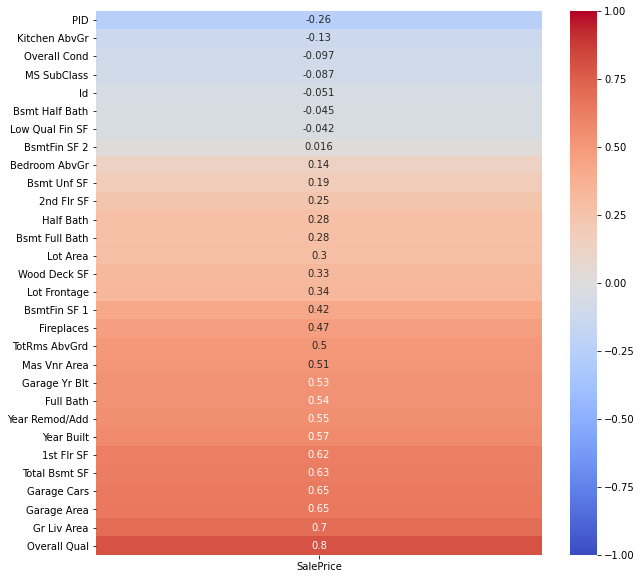 PID -0.26
Kitchen AbvGr -0.13
Overall Cond -0.097
MS SubClass -0.087
Id -0.051
Bsmt Half Bath -0.045
Low Qual Fin SF -0.042
BsmtFin SF 2 0.016
Bedroom AbvGr 0.14
Bsmt Unf SF 0.19
2nd Flr SF 0.25
Half Bath 0.28
Bsmt Full Bath 0.28
Lot Area 0.3
Wood Deck SF 0.33
Lot Frontage 0.34
BsmtFin SF 1 0.42
Fireplaces 0.47
TotRms AbvGrd 0.5
Mas Vnr Area 0.51
Garage Yr Blt 0.53
Full Bath 0.54
Year Remod/Add 0.55
Year Built 0.57
1st Flr SF 0.62
Total Bsmt SF 0.63
Garage Cars 0.65
Garage Area 0.65
Gr Liv Area 0.7
Overall Qual 0.8
SalePrice
1.00
0.75
0.50
0.25
0.00
−0.25
−0.50
−0.75
−1.00